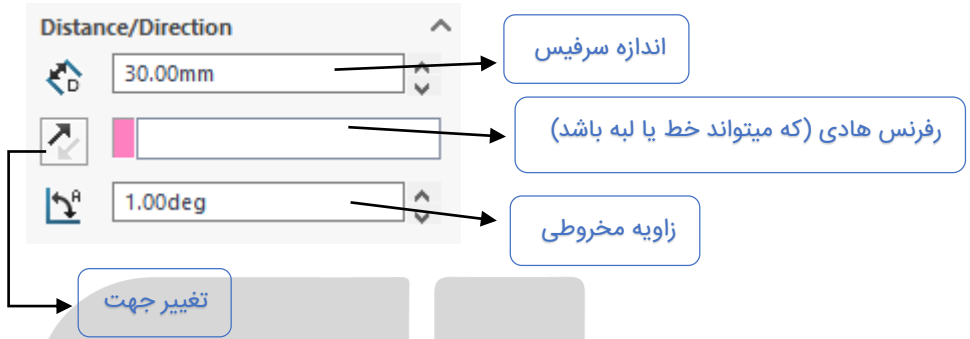 Distance/Direction
اندازه سرفیس
30.00mm
رفرنس هادی (که میتواند خط یا لبه باشد)
1.00deg
زاویه مخروطی
تغییر جهت